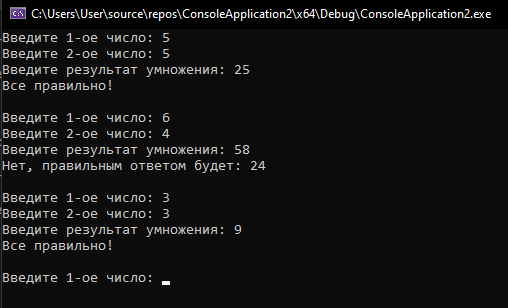 C:\Users\User\source\repos\ConsoleApplication2\x64\Debug\ConsoleApplication2.exe
Введите 1-ое число: 5
Введите 2-ое число: 5
Введите результат умножения: 25
Все правильно!
Введите 1-ое число: 6
Введите 2-ое число: 4
Введите результат умножения: 58
Нет, правильным ответом будет: 24
Введите 1-ое число: 3
Введите 2-ое число: 3
Введите результат умножения: 9
Все правильно!
Введите 1-ое число: